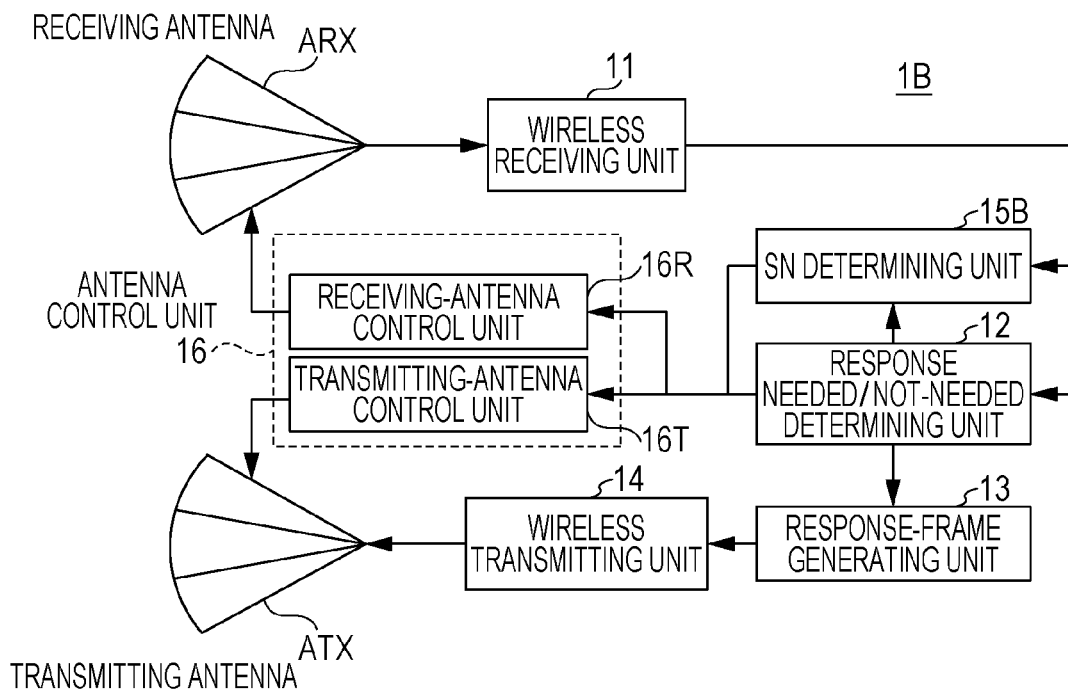 RECEIVING ANTENNA
ARX
11
1B
WIRELESS
RECEIVING UNIT
15B
SN DETERMINING UNIT
ANTENNA
CONTROL UNIT
16
16R
RECEIVING-ANTENNA
CONTROL UNIT
12
RESPONSE
NEEDED/NOT-NEEDED
DETERMINING UNIT
TRANSMITTING-ANTENNA
CONTROL UNIT
16T
14
WIRELESS
TRANSMITTING UNIT
13
RESPONSE-FRAME
GENERATING UNIT
ATX
TRANSMITTING ANTENNA